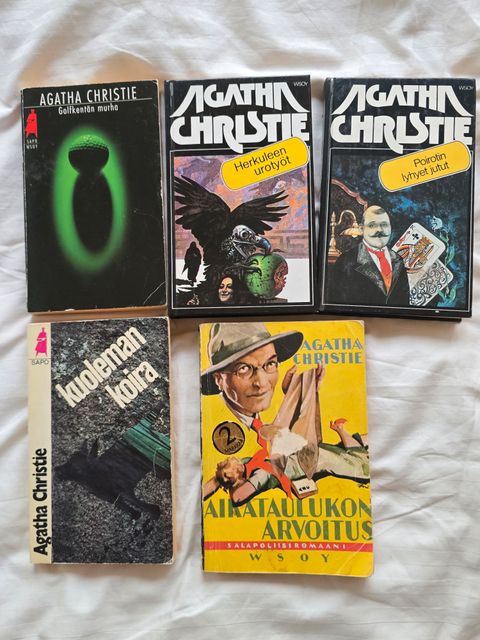 AGATHA CHRISTIE
Golfkentän murha
SAPO
WSOY
WSOY
AGATHA
CHRISTIE
Herkuleen
urotyöt
WSOY
AGATHA
CHRISTIE
Poirotin
lyhyet jutut
SAPO
kuoleman
koira
Agatha Christie
AGATHA
CHRISTIE
2
AIKATAULUKON
ARVOITUS
SALAPOLIISIROMAANI
WSOY